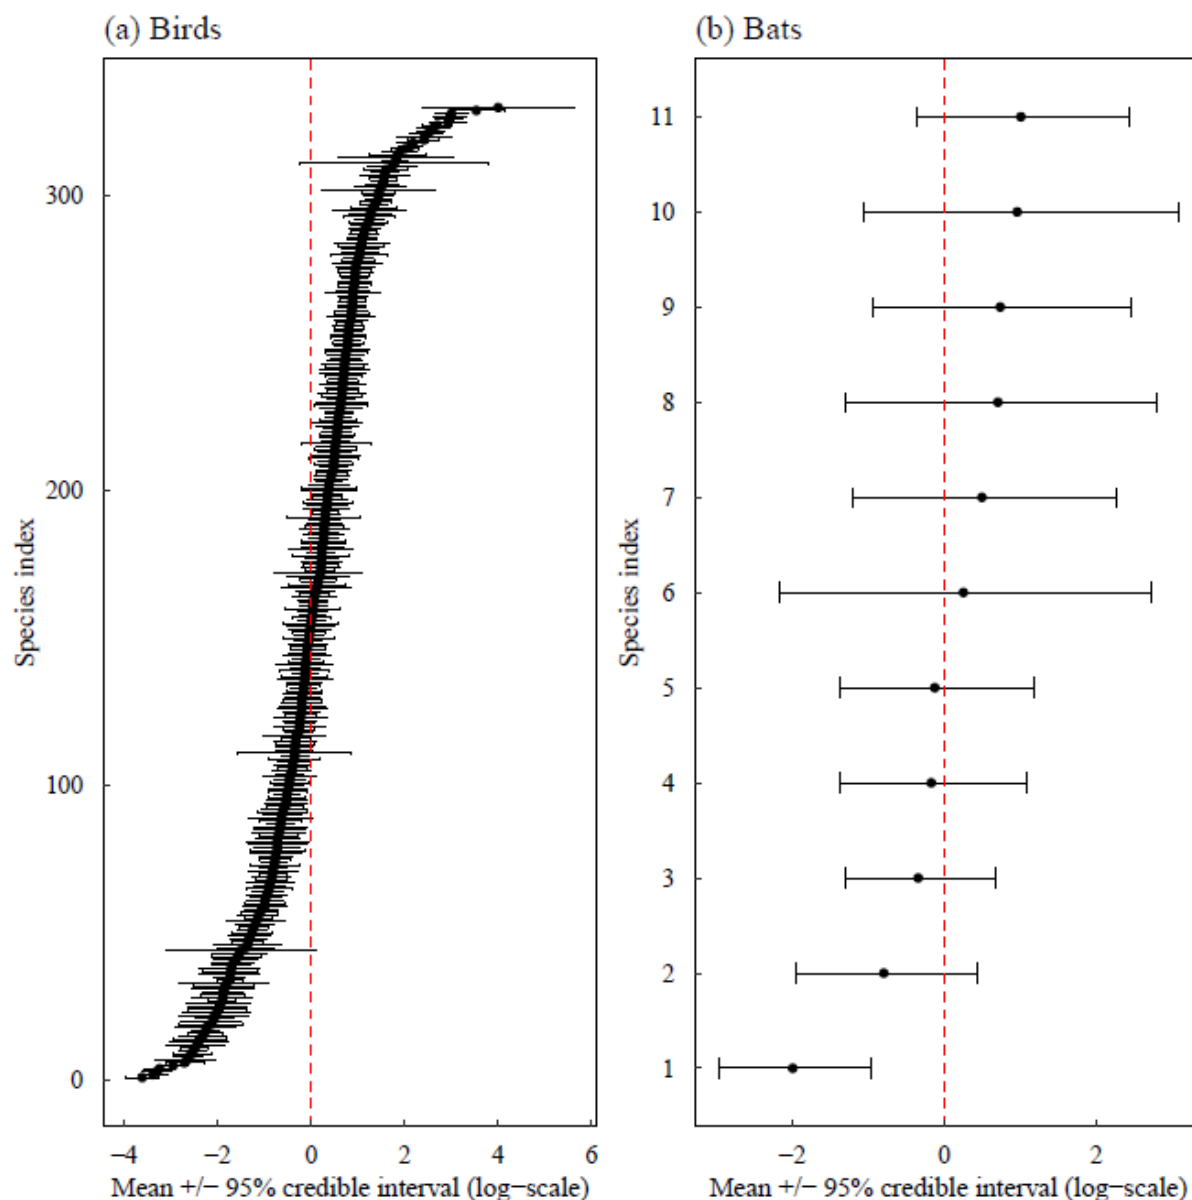 (a) Birds
300
200
100
0
Species index
−4 −2 0 2 4 6
Mean +/− 95% credible interval (log−scale)
(b) Bats
11
10
9
8
7
6
5
4
3
2
1
Species index
−2 0 2
Mean +/− 95% credible interval (log−scale)